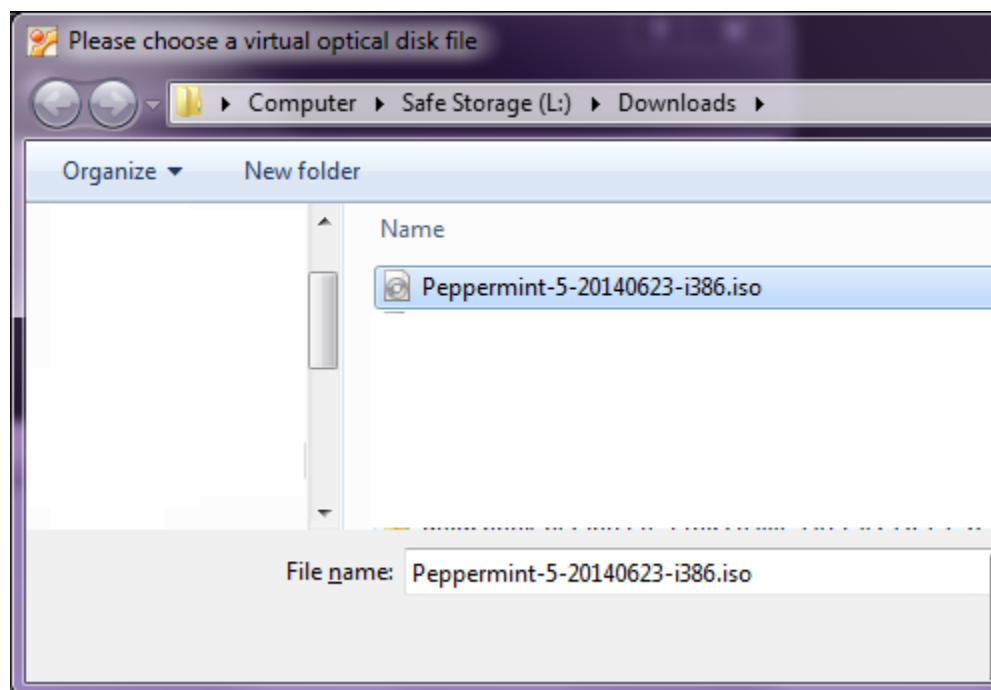 Please choose a virtual optical disk file
Computer Safe Storage (L:) Downloads
Organize New folder
Name
Peppermint-5-20140623-i386.iso
File name: Peppermint-5-20140623-i386.iso